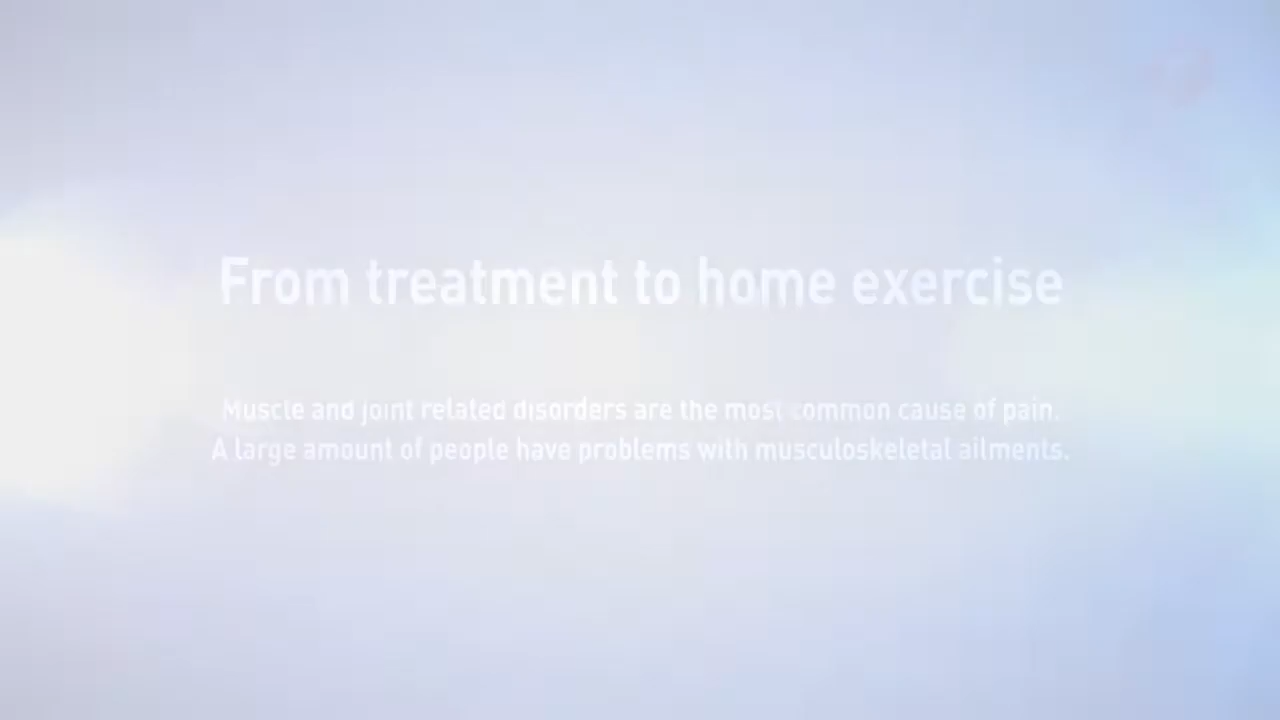 From treatment to home exercise
Muscle and joint related disorders are the most common cause of pain.
A large amount of people have problems with musculoskeletal ailments.